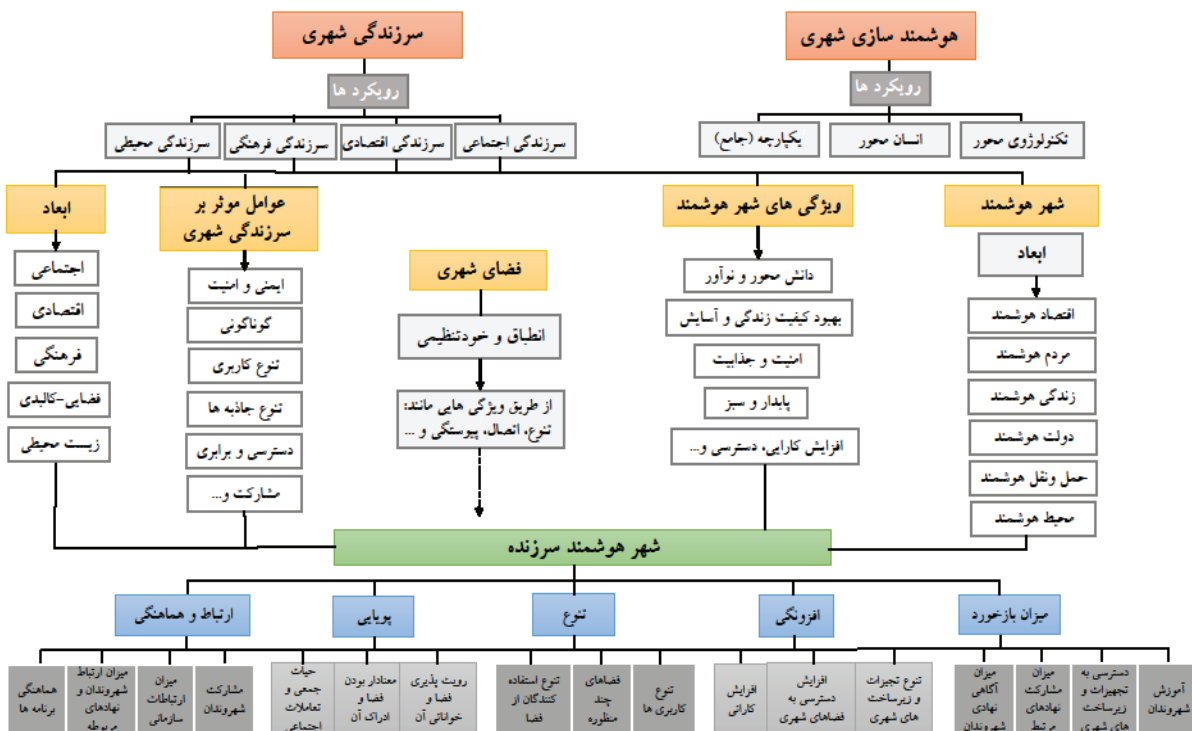 هوشمند سازی شهری
سرزندگی شهری
رویکرد ها
رویکرد ها
تکنولوژوی محور
انسان محور
یکپارچه (جامع)
سرزندگی اجتماعی
سرزندگی اقتصادی
سرزندگی فرهنگی
سرزندگی محیطی
شهر هوشمند
ویژگی های شهر هوشمند
عوامل موثر بر
سرزندگی شهری
ابعاد
ابعاد
اقتصاد هوشمند
مردم هوشمند
زندگی هوشمند
دولت هوشمند
حمل ونقل هوشمند
محیط هوشمند
دانش محور و نوآور
بهبود کیفیت زندگی و آسایش
امنیت و جذابیت
پایدار و سبز
افزایش کارایی، دسترسی و...
فضای شهری
انطباق و خودتنظیمی
از طریق ویژگی هایی مانند:
تنوع، اتصال، پیوستگی و ...
ایمنی و امنیت
گوناگونی
تنوع کاربری
تنوع جاذبه ها
دسترسی و برابری
مشارکت و...
اجتماعی
اقتصادی
فرهنگی
فضایی-کالبدی
زیست محیطی
شهر هوشمند سرزنده
میزان بازخورد
افزونگی
تنوع
پویایی
ارتباط و هماهنگی
آموزش
شهروندان
دسترسی به
تجهیزات و
زیرساخت
های شهری
میزان
مشارکت
نهادهای
مرتبط
میزان
آگاهی
نهادی
شهروندان
تنوع تجیزات
و زیرساخت
های شهری
افزایش
دسترسی به
فضاهای شهری
افزایش
کارائی
تنوع
کاربری ها
فضاهای
چند
منظوره
تنوع استفاده
کنندگان از
فضا
رویت پذیری
فضا و
خواناتی آن
معنادار بودن
فضا و
ادراک آن
حیات
جمعی و
تعاملات
اجتماعی
مشارکت
شهروندان
میزان
ارتباطات
سازمانی
میزان ارتباط
شهروندان و
نهادهای
مربوطه
هماهنگی
برنامه ها